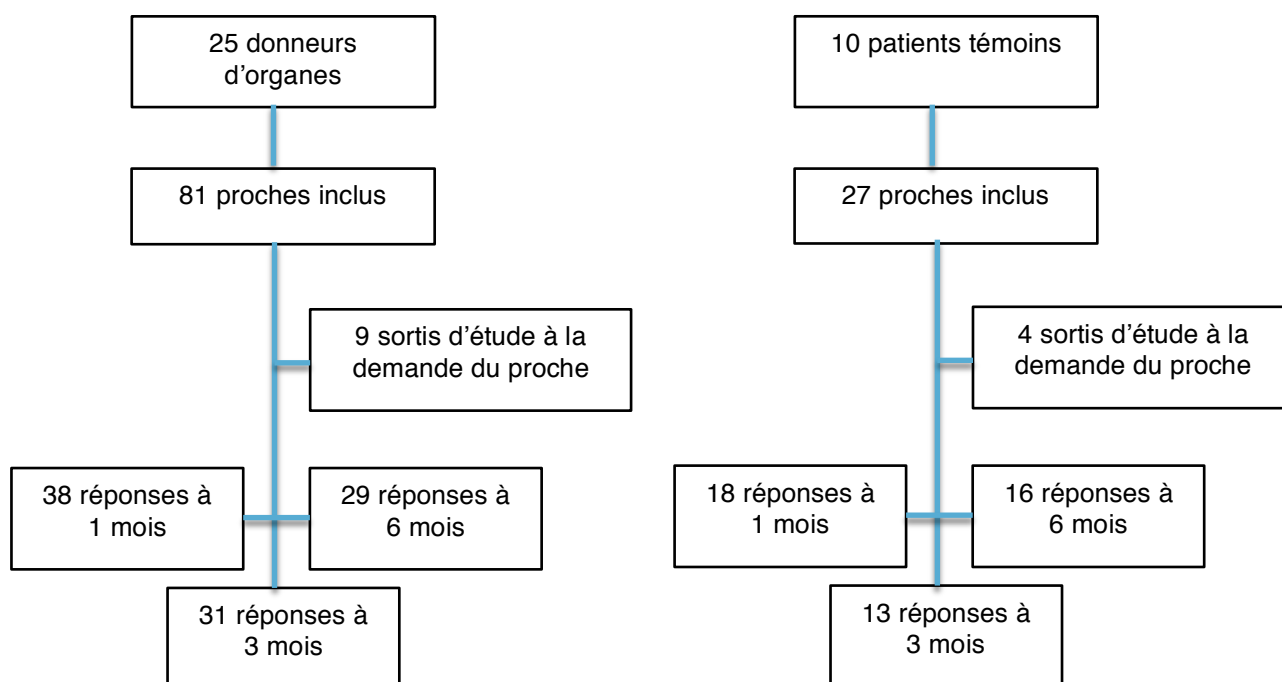 25 donneurs
d’organes
81 proches inclus
9 sortis d’étude à la
demande du proche
38 réponses à
1 mois
29 réponses à
6 mois
31 réponses à
3 mois
10 patients témoins
27 proches inclus
4 sortis d’étude à la
demande du proche
18 réponses à
1 mois
16 réponses à
6 mois
13 réponses à
3 mois